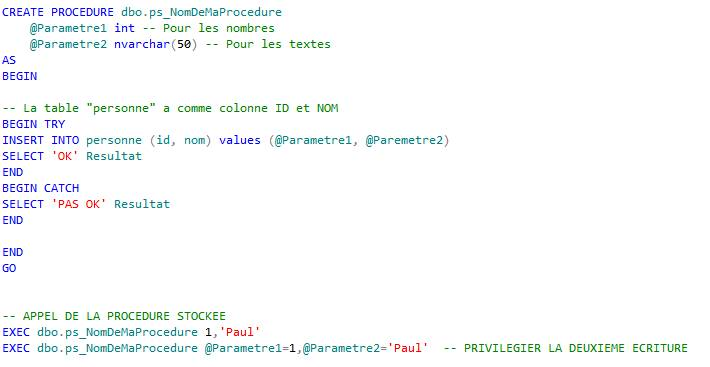 CREATE PROCEDURE dbo.ps_NomDeMaProcedure
@Parametre1 int -- Pour les nombres
@Parametre2 nvarchar(50) -- Pour les textes
AS
BEGIN
-- La table "personne" a comme colonne ID et NOM
BEGIN TRY
INSERT INTO personne (id, nom) values (@Parametre1, @Paremetre2)
SELECT 'OK' Resultat
END
BEGIN CATCH
SELECT 'PAS OK' Resultat
END
END
GO
-- APPEL DE LA PROCEDURE STOCKEE
EXEC dbo.ps_NomDeMaProcedure 1,'Paul'
EXEC dbo.ps_NomDeMaProcedure @Parametre1=1,@Parametre2='Paul' -- PRIVILEGIER LA DEUXIEME ECRITURE